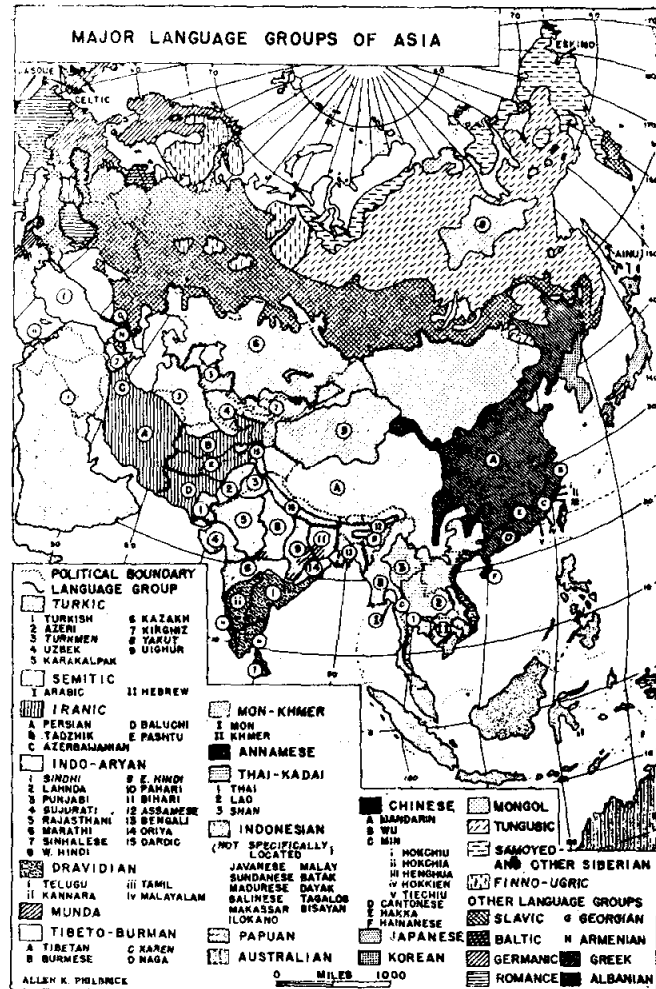 MAJOR LANGUAGE GROUPS OF ASIA
ESKIMO
CELTIC
AINU
POLITICAL BOUNDARY
LANGUAGE GROUP
TURKIC
1 TURKISH
2 AZERI
3 TURKMEN
4 UZBEK
5 KARAKALPAK
6 KAZAKH
7 KIRGHIZ
8 YAKUT
9 UIGHUR
SEMITIC
I ARABIC
II HEBREW
IRANIC
A PERSIAN
B TADZHIK
C AZERBAIJANIAN
D BALUCHI
E PASHTU
INDO-ARYAN
1 SINDHI
2 LAHNDA
3 PUNJABI
4 GUJURATI
5 RAJASTHANI
6 MARATHI
7 SINHALESE
8 W. HINDI
9 E. HINDI
10 PAHARI
11 BIHARI
12 ASSAMESE
13 BENGALI
14 ORIYA
15 DARDIC
DRAVIDIAN
i TELUGU
ii KANNARA
iii TAMIL
iv MALAYALAM
MUNDA
TIBETO-BURMAN
A TIBETAN
B BURMESE
C KAREN
D NAGA
ALLEN K. PHILBRICK
MON-KHMER
I MON
II KHMER
ANNAMESE
THAI-KADAI
1 THAI
2 LAO
3 SHAN
INDONESIAN
(NOT SPECIFICALLY
LOCATED)
JAVANESE MALAY
SUNDANESE BATAK
MADURESE DAYAK
BALINESE TAGALOB
MAKASSAR BISAYAN
ILOKANO
PAPUAN
AUSTRALIAN
0 MILES 1000
CHINESE
A MANDARIN
B WU
C MIN
i HOKCHIU
ii HOKCHIA
iii HENGHUA
iv HOKKIEN
v TIECHIU
D CANTONESE
E HAKKA
F HAINANESE
JAPANESE
KOREAN
MONGOL
TUNGUSIC
SAMOYED
AND OTHER SIBERIAN
FINNO-UGRIC
OTHER LANGUAGE GROUPS
SLAVIC
BALTIC
GERMANIC
ROMANCE
G GEORGIAN
N ARMENIAN
GREEK
ALBANIAN